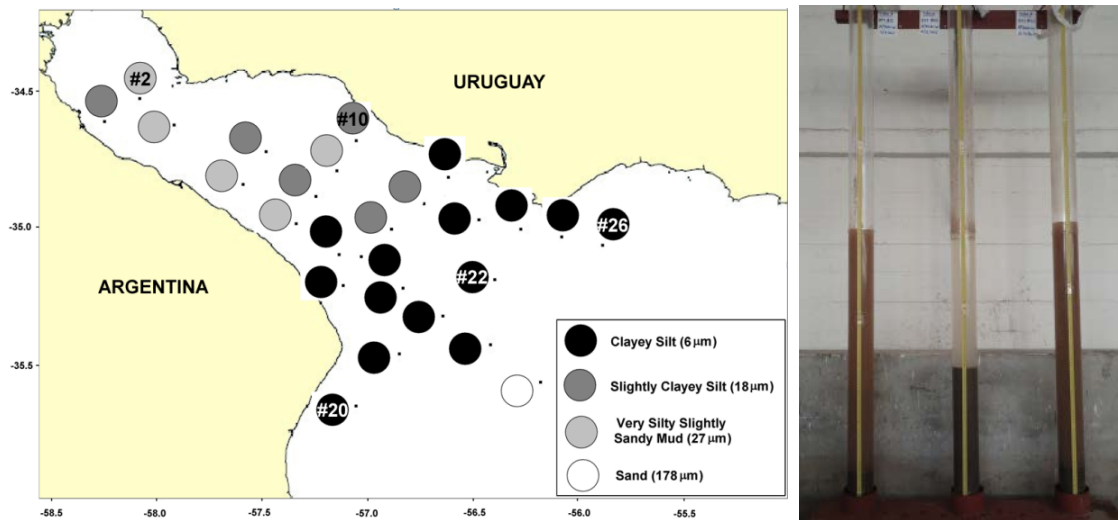 URUGUAY
ARGENTINA
#2
#10
#26
#22
#20
Clayey Silt (6μm)
Slightly Clayey Silt (18μm)
Very Silty Slightly
Sandy Mud (27μm)
Sand (178μm)
-34.5
-35.0
-35.5
-58.5
-58.0
-57.5
-57.0
-56.5
-56.0
-55.5